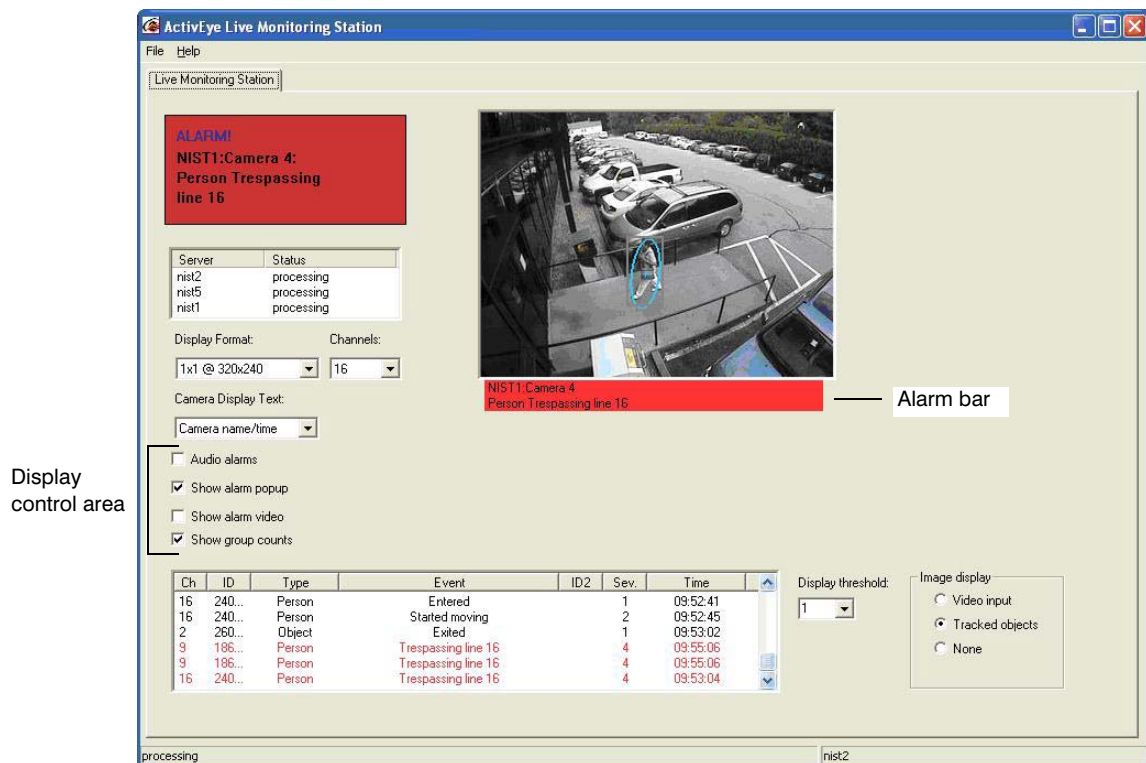 ActivEye Live Monitoring Station
File Help
Live Monitoring Station
ALARM!
NIST1:Camera 4:
Person Trespassing
line 16
Server Status
nist2 processing
nist5 processing
nist1 processing
Display Format: Channels:
1x1 @ 320x240 16
Camera Display Text:
Camera name/time
NIST1:Camera 4
Person Trespassing line 16
Alarm bar
Display
control area
Audio alarms
Show alarm popup
Show alarm video
Show group counts
Ch ID Type Event ID2 Sev. Time
16 240... Person Entered 1 09:52:41
16 240... Person Started moving 2 09:52:45
2 260... Object Exited 1 09:53:02
9 186... Person Trespassing line 16 4 09:55:06
9 186... Person Trespassing line 16 4 09:55:06
16 240... Person Trespassing line 16 4 09:53:04
Display threshold:
1
Image display
Video input
Tracked objects
None
processing nist2